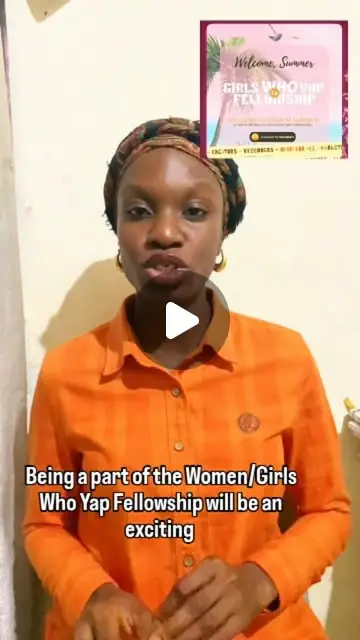 Welcome, Summer
GIRLS WHO YAP
FELLOWSHIP
Being a part of the Women/Girls
Who Yap Fellowship will be an
exciting